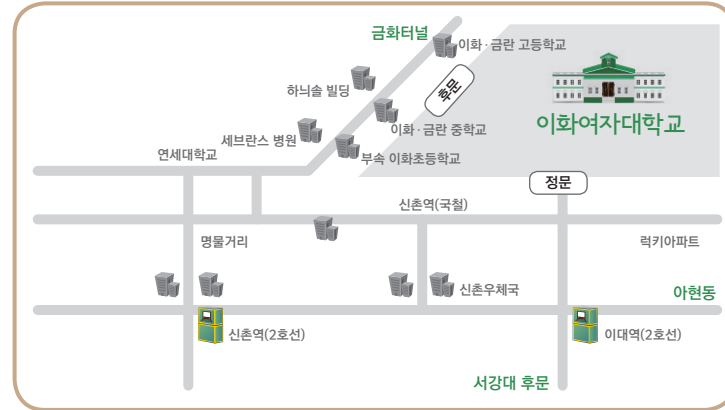 금화터널
이화·금란 고등학교
하늬솔 빌딩
후문
이화·금란 중학교
이화여자대학교
세브란스 병원
연세대학교
부속 이화초등학교
정문
신촌역(국철)
명물거리
럭키아파트
신촌우체국
아현동
신촌역(2호선)
이대역(2호선)
서강대 후문